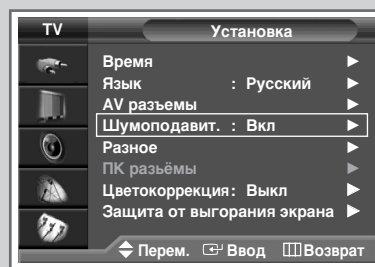 TV Установка
Время
Язык : Русский
AV разъемы
Шумоподавит. : Вкл
Разное
ПК разьёмы
Цветокоррекция: Выкл
Защита от выгорания экрана
Перем. Ввод Возврат